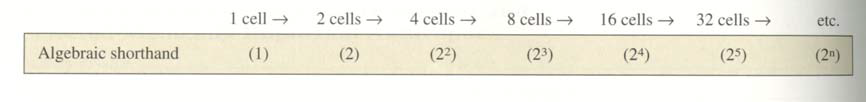 1 cell → 2 cells → 4 cells → 8 cells → 16 cells → 32 cells → etc.
Algebraic shorthand (1) (2) (2²) (2³) (2⁴) (2⁵) (2ⁿ)